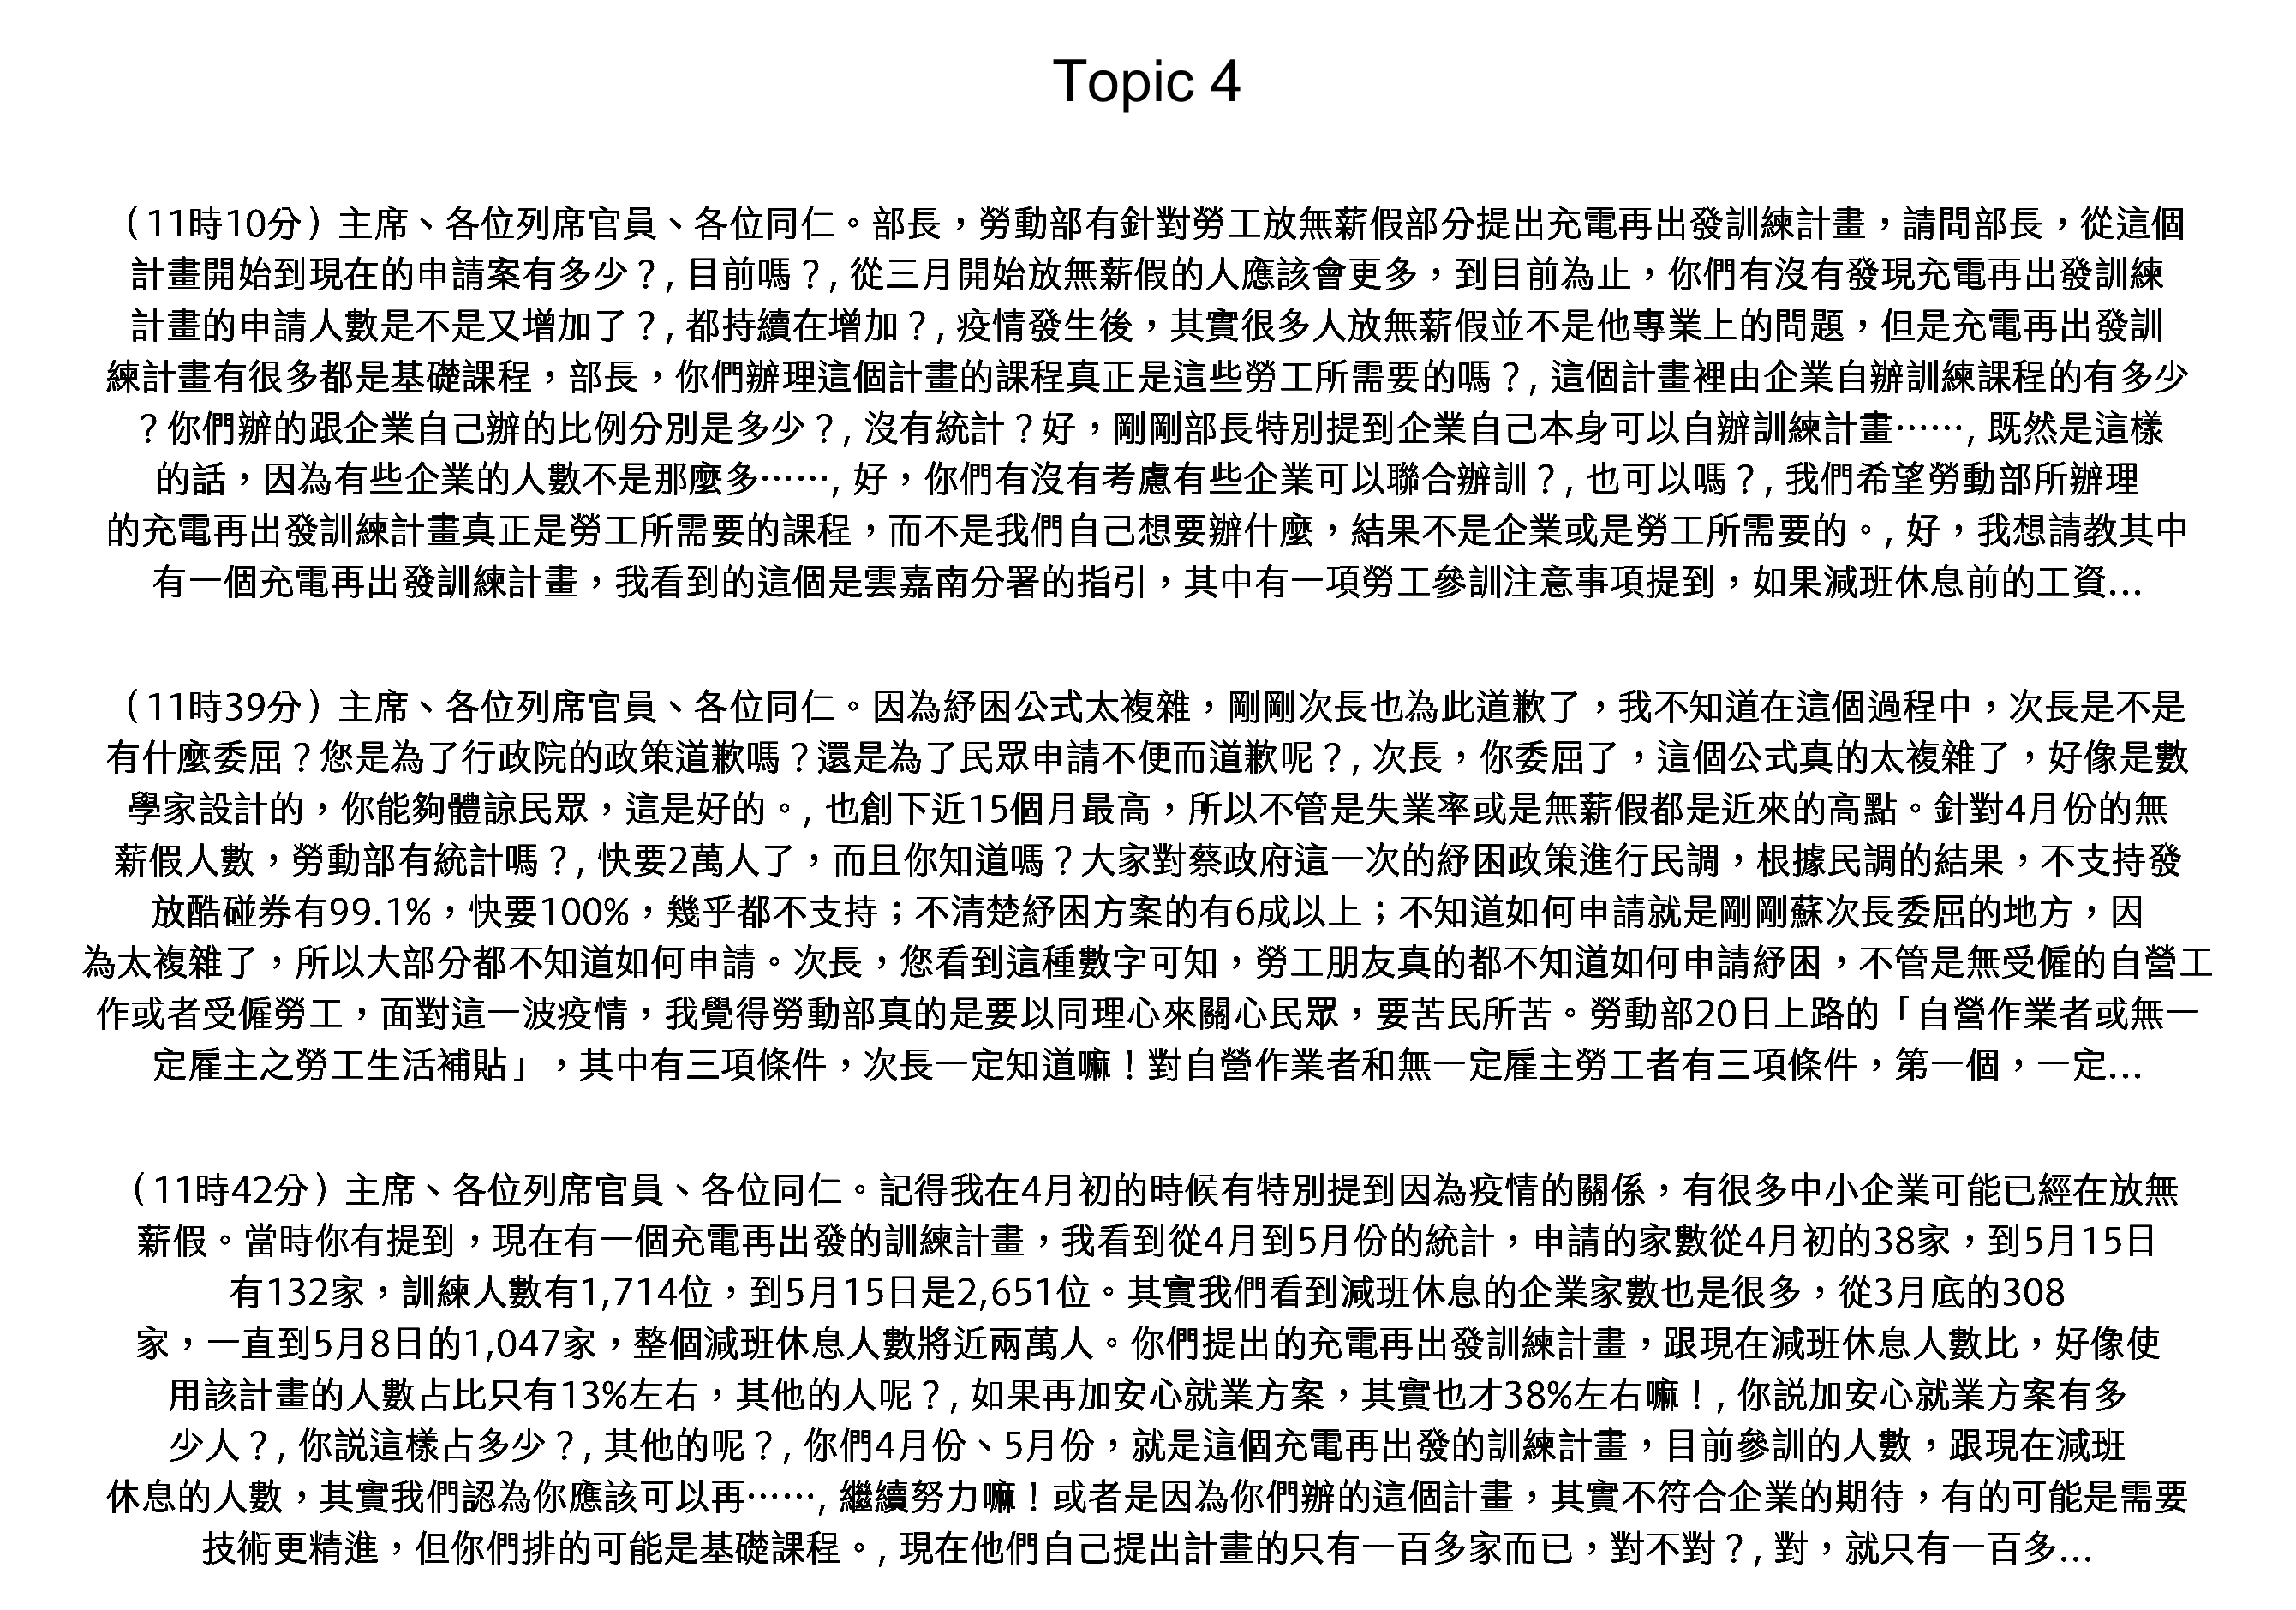 Topic 4
（11時10分）主席、各位列席官員、各位同仁。部長，勞動部有針對勞工放無薪假部分提出充電再出發訓練計畫，請問部長，從這個
計畫開始到現在的申請案有多少？, 目前嗎？, 從三月開始放無薪假的人應該會更多，到目前為止，你們有沒有發現充電再出發訓練
計畫的申請人數是不是又增加了？, 都持續在增加？, 疫情發生後，其實很多人放無薪假並不是他專業上的問題，但是充電再出發訓
練計畫有很多都是基礎課程，部長，你們辦理這個計畫的課程真正是這些勞工所需要的嗎？, 這個計畫裡由企業自辦訓練課程的有多少
？你們辦的跟企業自己辦的比例分別是多少？, 沒有統計？好，剛剛部長特別提到企業自己本身可以自辦訓練計畫⋯⋯, 既然是這樣
的話，因為有些企業的人數不是那麼多⋯⋯, 好，你們有沒有考慮有些企業可以聯合辦訓？, 也可以嗎？, 我們希望勞動部所辦理
的充電再出發訓練計畫真正是勞工所需要的課程，而不是我們自己想要辦什麼，結果不是企業或是勞工所需要的。, 好，我想請教其中
有一個充電再出發訓練計畫，我看到的這個是雲嘉南分署的指引，其中有一項勞工參訓注意事項提到，如果減班休息前的工資...
（11時39分）主席、各位列席官員、各位同仁。因為紓困公式太複雜，剛剛次長也為此道歉了，我不知道在這個過程中，次長是不是
有什麼委屈？您是為了行政院的政策道歉嗎？還是為了民眾申請不便而道歉呢？, 次長，你委屈了，這個公式真的太複雜了，好像是數
學家設計的，你能夠體諒民眾，這是好的。, 也創下近15個月最高，所以不管是失業率或是無薪假都是近來的高點。針對4月份的無
薪假人數，勞動部有統計嗎？, 快要2萬人了，而且你知道嗎？大家對蔡政府這一次的紓困政策進行民調，根據民調的結果，不支持發
放酷碰券有99.1%，快要100%，幾乎都不支持；不清楚紓困方案的有6成以上；不知道如何申請就是剛剛蘇次長委屈的地方，因
為太複雜了，所以大部分都不知道如何申請。次長，您看到這種數字可知，勞工朋友真的都不知道如何申請紓困，不管是無受僱的自營工
作或者受僱勞工，面對這一波疫情，我覺得勞動部真的是要以同理心來關心民眾，要苦民所苦。勞動部20日上路的「自營作業者或無一
定雇主之勞工生活補貼」，其中有三項條件，次長一定知道嘛！對自營作業者和無一定雇主勞工者有三項條件，第一個，一定...
（11時42分）主席、各位列席官員、各位同仁。記得我在4月初的時候有特別提到因為疫情的關係，有很多中小企業可能已經在放無
薪假。當時你有提到，現在有一個充電再出發的訓練計畫，我看到從4月到5月份的統計，申請的家數從4月初的38家，到5月15日
有132家，訓練人數有1,714位，到5月15日是2,651位。其實我們看到減班休息的企業家數也是很多，從3月底的308
家，一直到5月8日的1,047家，整個減班休息人數將近兩萬人。你們提出的充電再出發訓練計畫，跟現在減班休息人數比，好像使
用該計畫的人數占比只有13%左右，其他的人呢？, 如果再加安心就業方案，其實也才38%左右嘛！, 你説加安心就業方案有多
少人？, 你説這樣占多少？, 其他的呢？, 你們4月份、5月份，就是這個充電再出發的訓練計畫，目前參訓的人數，跟現在減班
休息的人數，其實我們認為你應該可以再⋯⋯, 繼續努力嘛！或者是因為你們辦的這個計畫，其實不符合企業的期待，有的可能是需要
技術更精進，但你們排的可能是基礎課程。, 現在他們自己提出計畫的只有一百多家而已，對不對？, 對，就只有一百多...